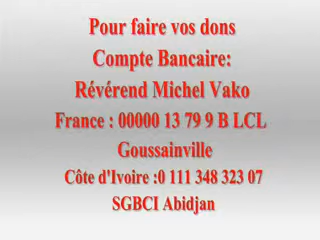 Pour faire vos dons
Compte Bancaire:
Révérend Michel Vako
France : 00000 13 79 9 B LCL
Goussainville
Côte d'Ivoire :0 111 348 323 07
SGBCI Abidjan